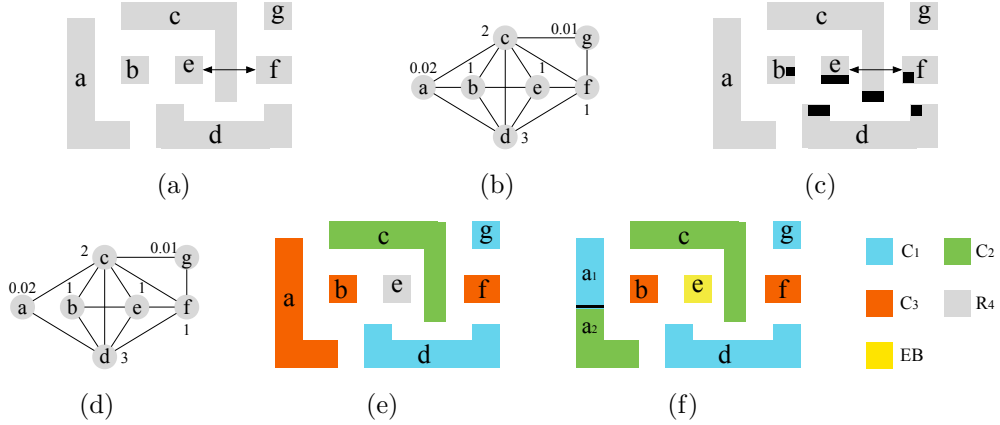 c g
a b e f
d
(a)
2 c 0.01 g
0.02 1 1
a b e f
d 3 1
(b)
c g
a b e f
d
(c)
2 c 0.01 g
0.02 1 1
a b e f
d 3 1
(d)
c g
a b e f
d
(e)
c g
a1 b e f
a2 d
(f)
C1 C2
C3 R4
EB